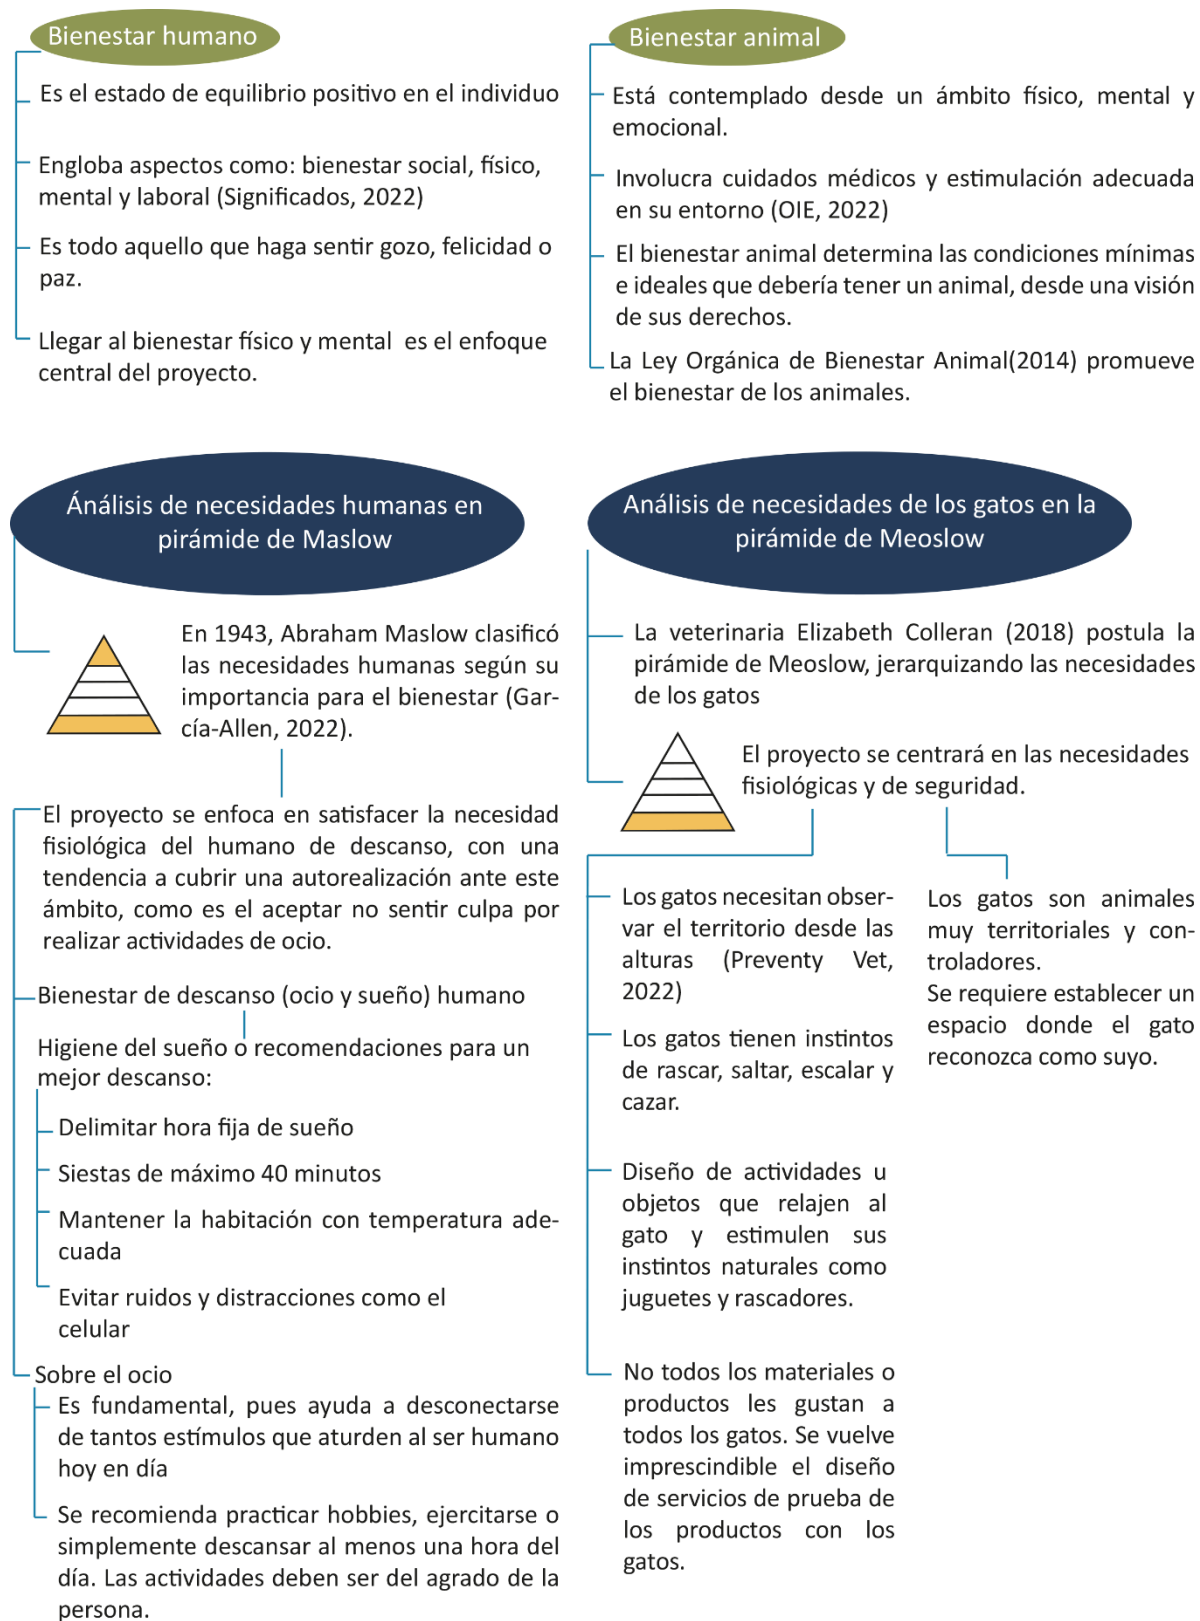 Bienestar humano
Es el estado de equilibrio positivo en el individuo
Engloba aspectos como: bienestar social, físico,
mental y laboral (Significados, 2022)
Es todo aquello que haga sentir gozo, felicidad o
paz.
Llegar al bienestar físico y mental  es el enfoque
central del proyecto.
Bienestar animal
Está contemplado desde un ámbito físico, mental y
emocional.
Involucra cuidados médicos y estimulación adecuada
en su entorno (OIE, 2022)
El bienestar animal determina las condiciones mínimas
e ideales que debería tener un animal, desde una visión
de sus derechos.
La Ley Orgánica de Bienestar Animal(2014) promueve
el bienestar de los animales.
Ánálisis de necesidades humanas en
pirámide de Maslow
En 1943, Abraham Maslow clasificó
las necesidades humanas según su
importancia para el bienestar (Gar-
cía-Allen, 2022).
El proyecto se enfoca en satisfacer la necesidad
fisiológica del humano de descanso, con una
tendencia a cubrir una autorealización ante este
ámbito, como es el aceptar no sentir culpa por
realizar actividades de ocio.
Bienestar de descanso (ocio y sueño) humano
Higiene del sueño o recomendaciones para un
mejor descanso:
Delimitar hora fija de sueño
Siestas de máximo 40 minutos
Mantener la habitación con temperatura ade-
cuada
Evitar ruidos y distracciones como el
celular
Sobre el ocio
Es fundamental, pues ayuda a desconectarse
de tantos estímulos que aturden al ser humano
hoy en día
Se recomienda practicar hobbies, ejercitarse o
simplemente descansar al menos una hora del
día. Las actividades deben ser del agrado de la
persona.
Análisis de necesidades de los gatos en la
pirámide de Meoslow
La veterinaria Elizabeth Colleran (2018) postula la
pirámide de Meoslow, jerarquizando las necesidades
de los gatos
El proyecto se centrará en las necesidades
fisiológicas y de seguridad.
Los gatos necesitan obser-
var el territorio desde las
alturas (Preventy Vet,
2022)
Los gatos tienen instintos
de rascar, saltar, escalar y
cazar.
Diseño de actividades u
objetos que relajen al
gato y estimulen sus
instintos naturales como
juguetes y rascadores.
No todos los materiales o
productos les gustan a
todos los gatos. Se vuelve
imprescindible el diseño
de servicios de prueba de
los productos con los
gatos.
Los gatos son animales
muy territoriales y con-
troladores.
Se requiere establecer un
espacio donde el gato
reconozca como suyo.